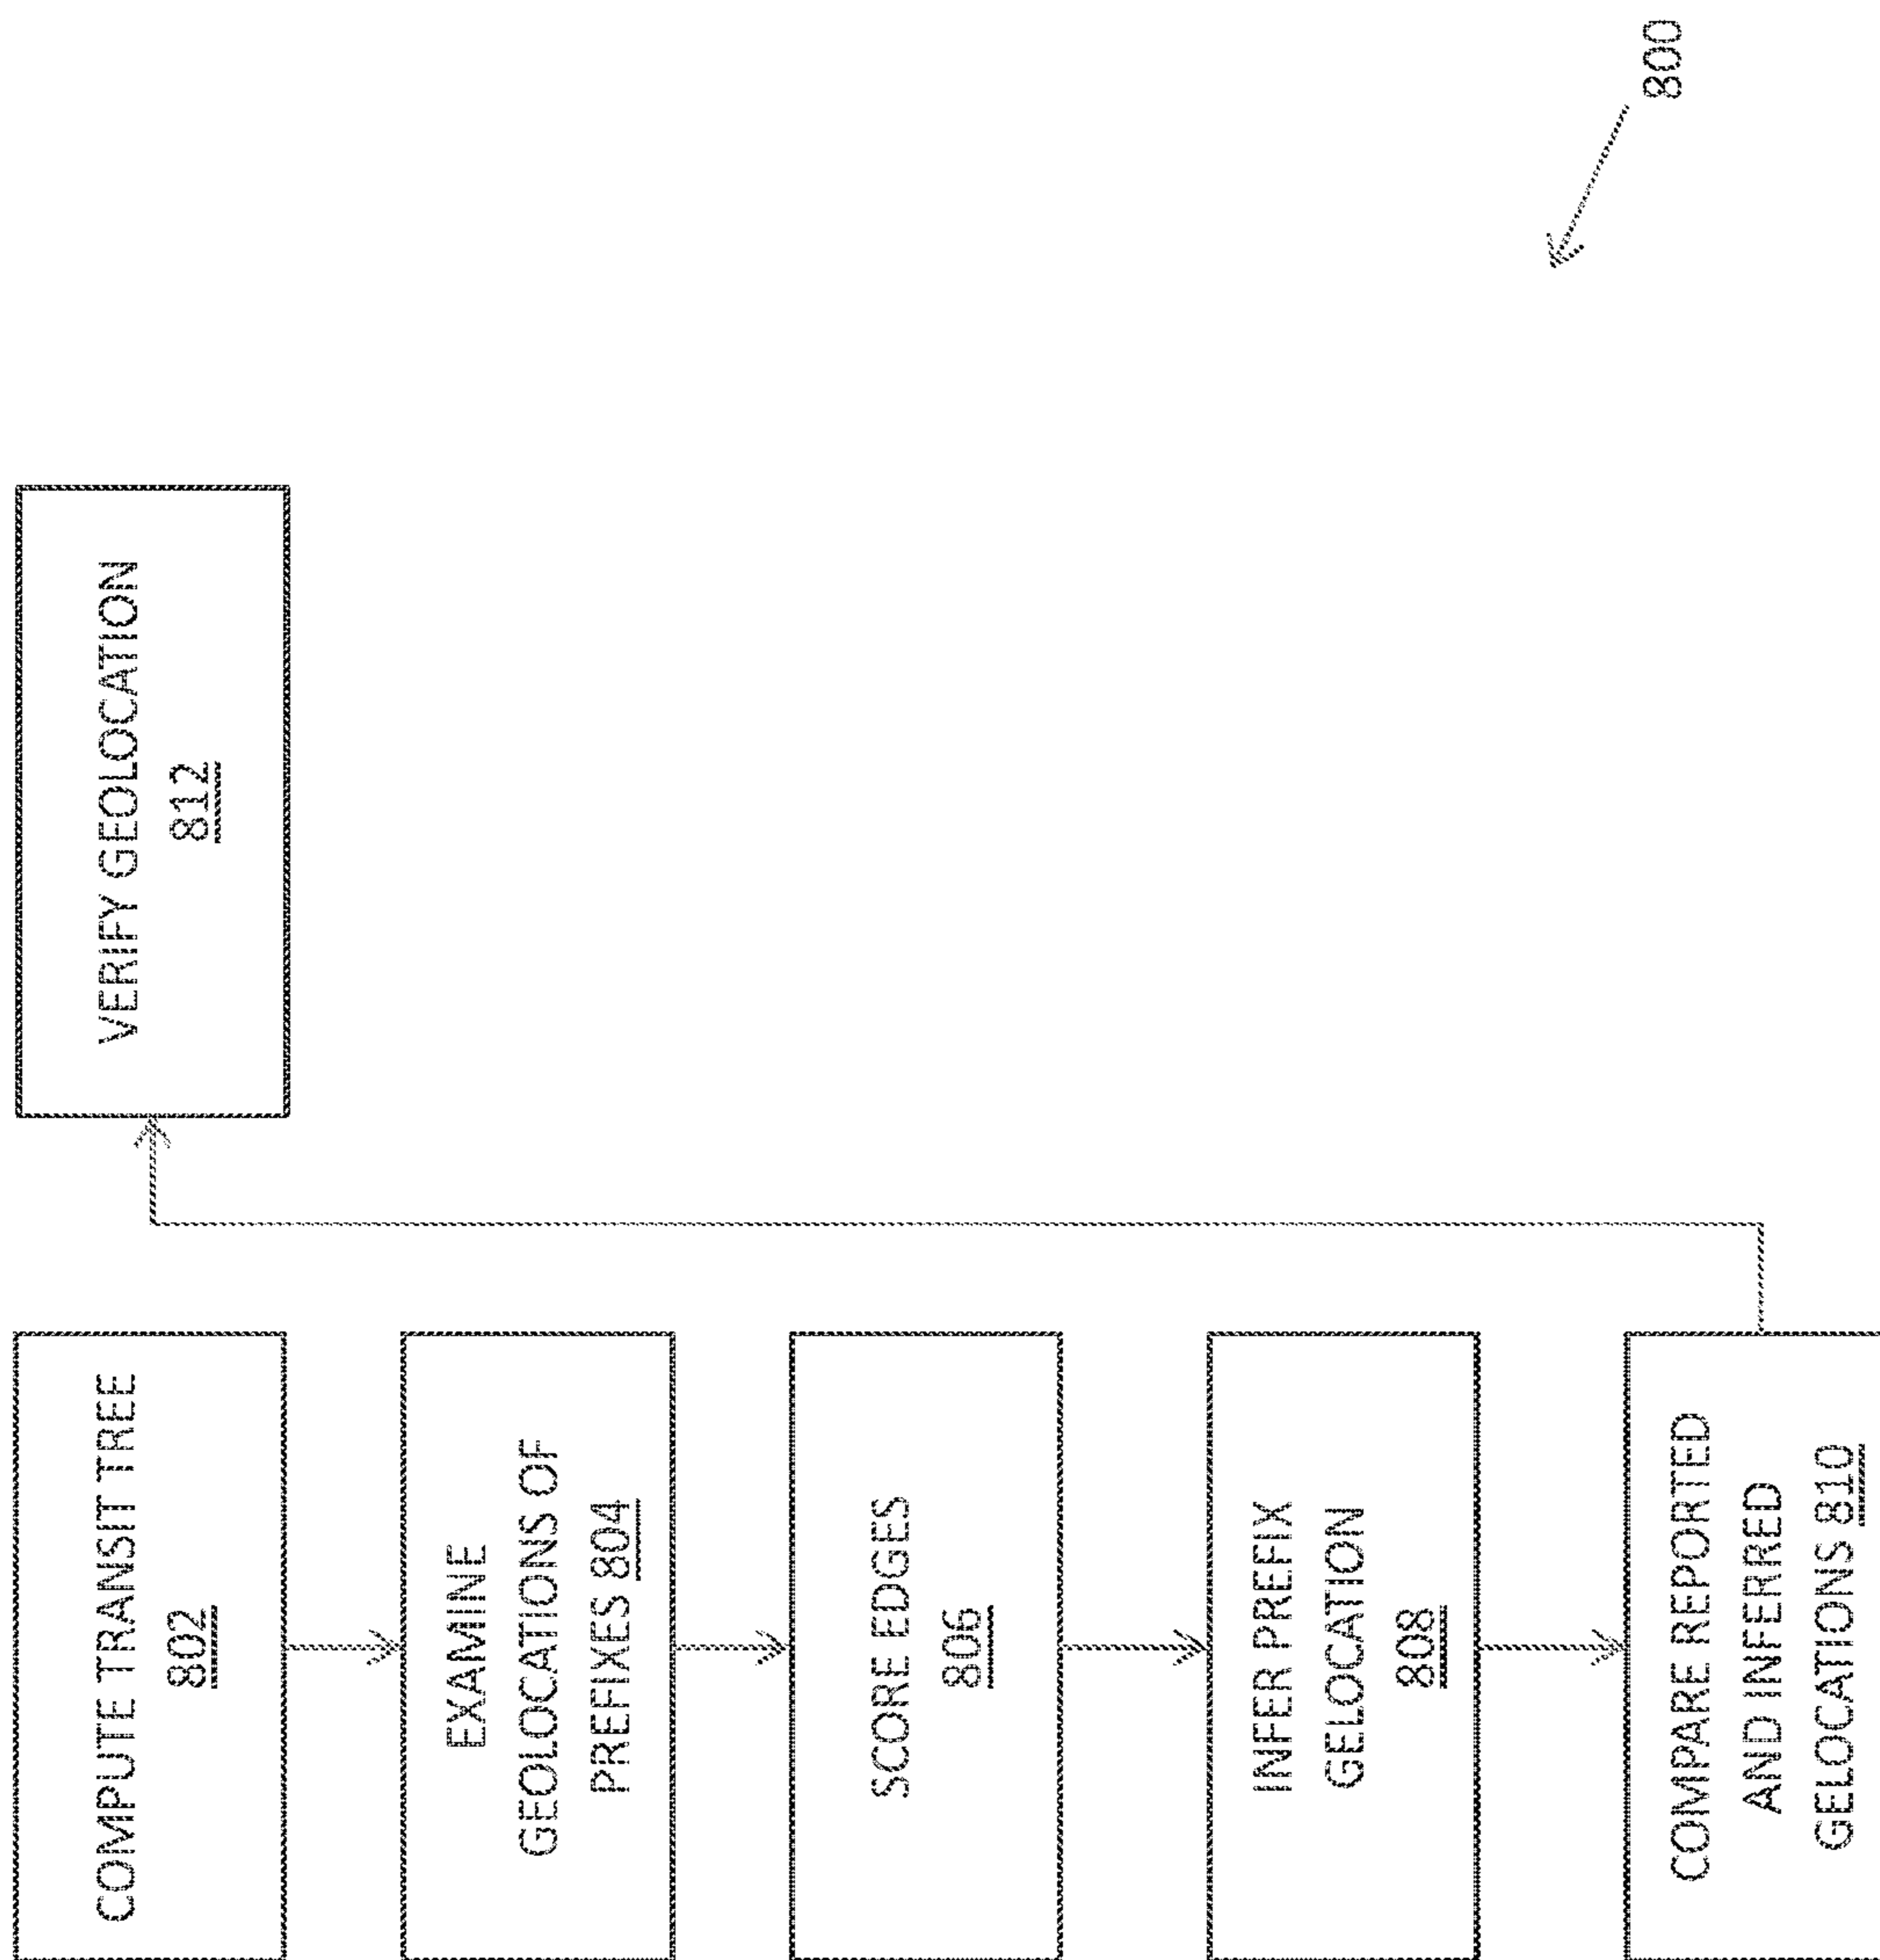 COMPUTE TRANSIT TREE
802
EXAMINE
GEOLOCATIONS OF
PREFIXES 804
SCORE EDGES
806
INFER PREFIX
GELOCATION
808
COMPARE REPORTED
AND INFERRED
GELOCATIONS 810
VERIFY GEOLOCATION
812
800